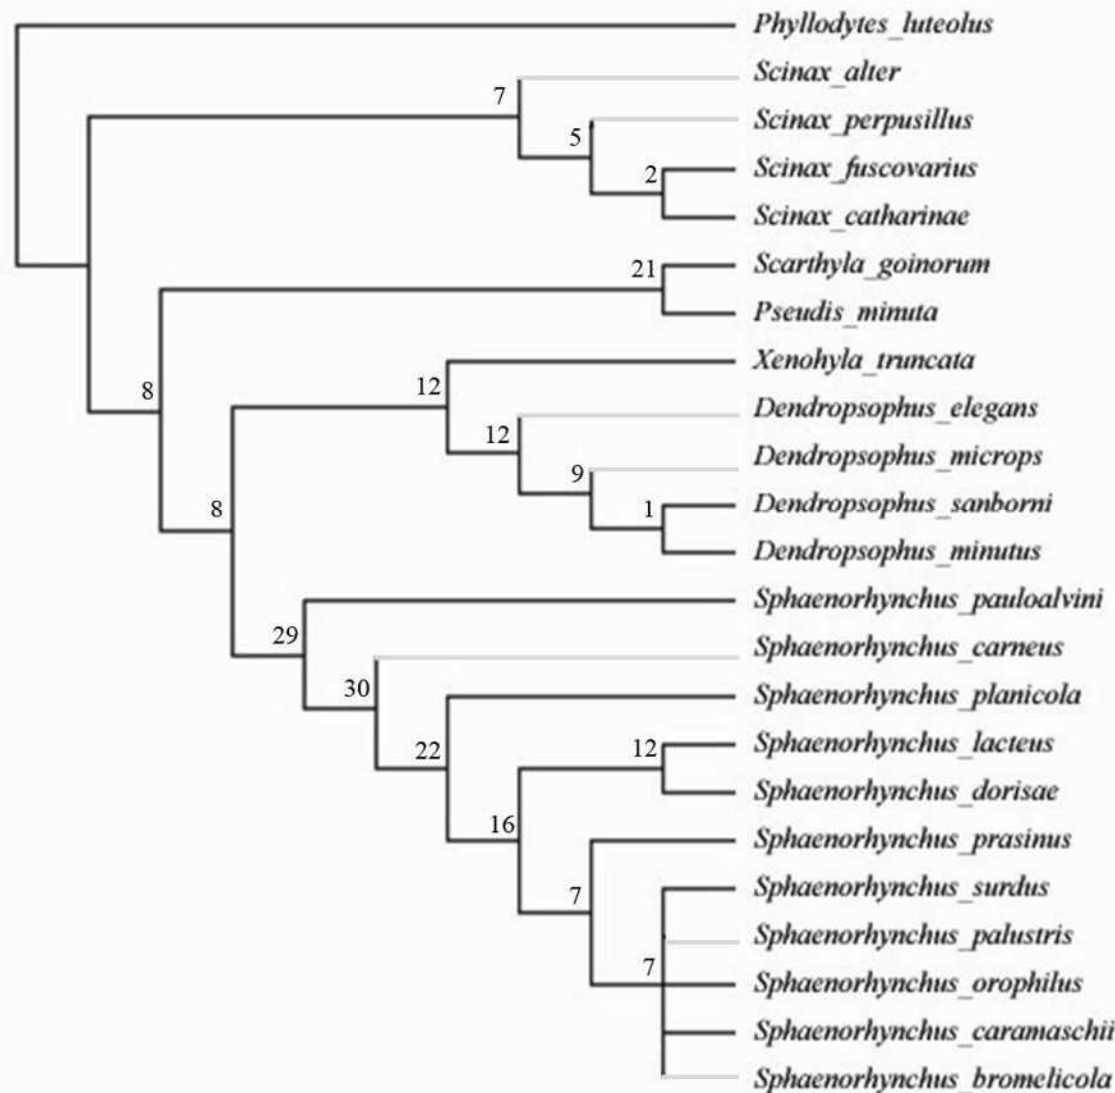 Phyllodytes_luteolus
Scinax_alter
7
Scinax_perpusillus
5
Scinax_fuscovarius
2
Scinax_catharinae
Scarthyla_goinorum
21
Pseudis_minuta
Xenohyla_truncata
8
12
Dendropsophus_elegans
12
Dendropsophus_microps
9
Dendropsophus_sanborni
8
1
Dendropsophus_minutus
Sphaenorhynchus_pauloalvini
29
Sphaenorhynchus_carneus
30
Sphaenorhynchus_planicola
22
12
Sphaenorhynchus_lacteus
Sphaenorhynchus_dorisae
16
Sphaenorhynchus_prasinus
7
Sphaenorhynchus_surdus
Sphaenorhynchus_palustris
7
Sphaenorhynchus_orophilus
Sphaenorhynchus_caramaschii
Sphaenorhynchus_bromelicola